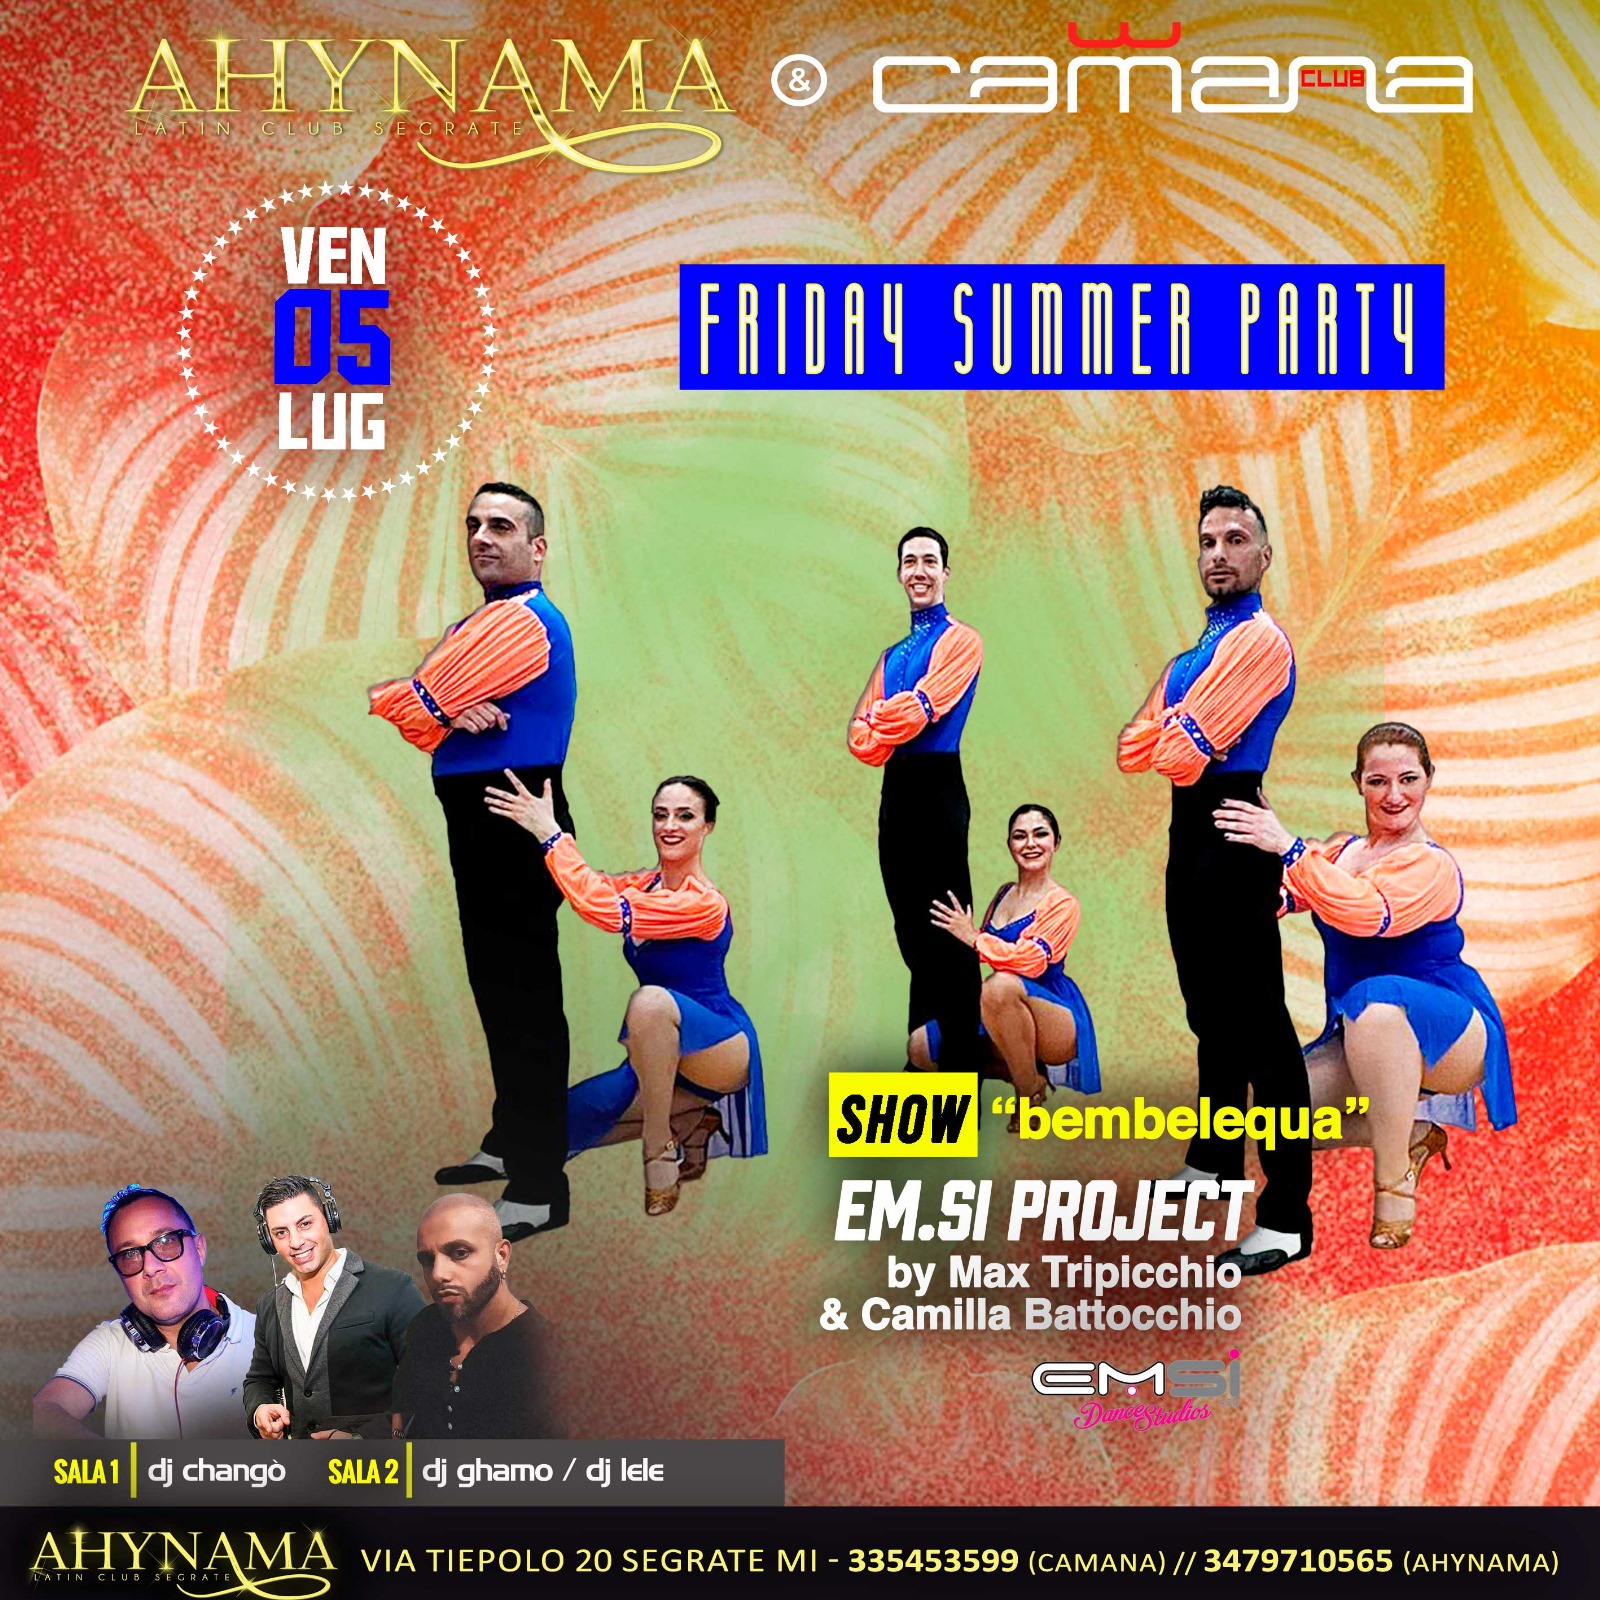 AHYNAMA & camana CLUB
LATIN CLUB SEGRATE
VEN
05
LUG
FRIDAY SUMMER PARTY
SHOW "bembelequa"
EM.SI PROJECT
by Max Tripicchio
& Camilla Battocchio
EMSi
DanceStudios
SALA 1 | dj changò SALA 2 | dj ghamo / dj lele
AHYNAMA
LATIN CLUB SEGRATE
VIA TIEPOLO 20 SEGRATE MI - 335453599 (CAMANA) // 3479710565 (AHYNAMA)